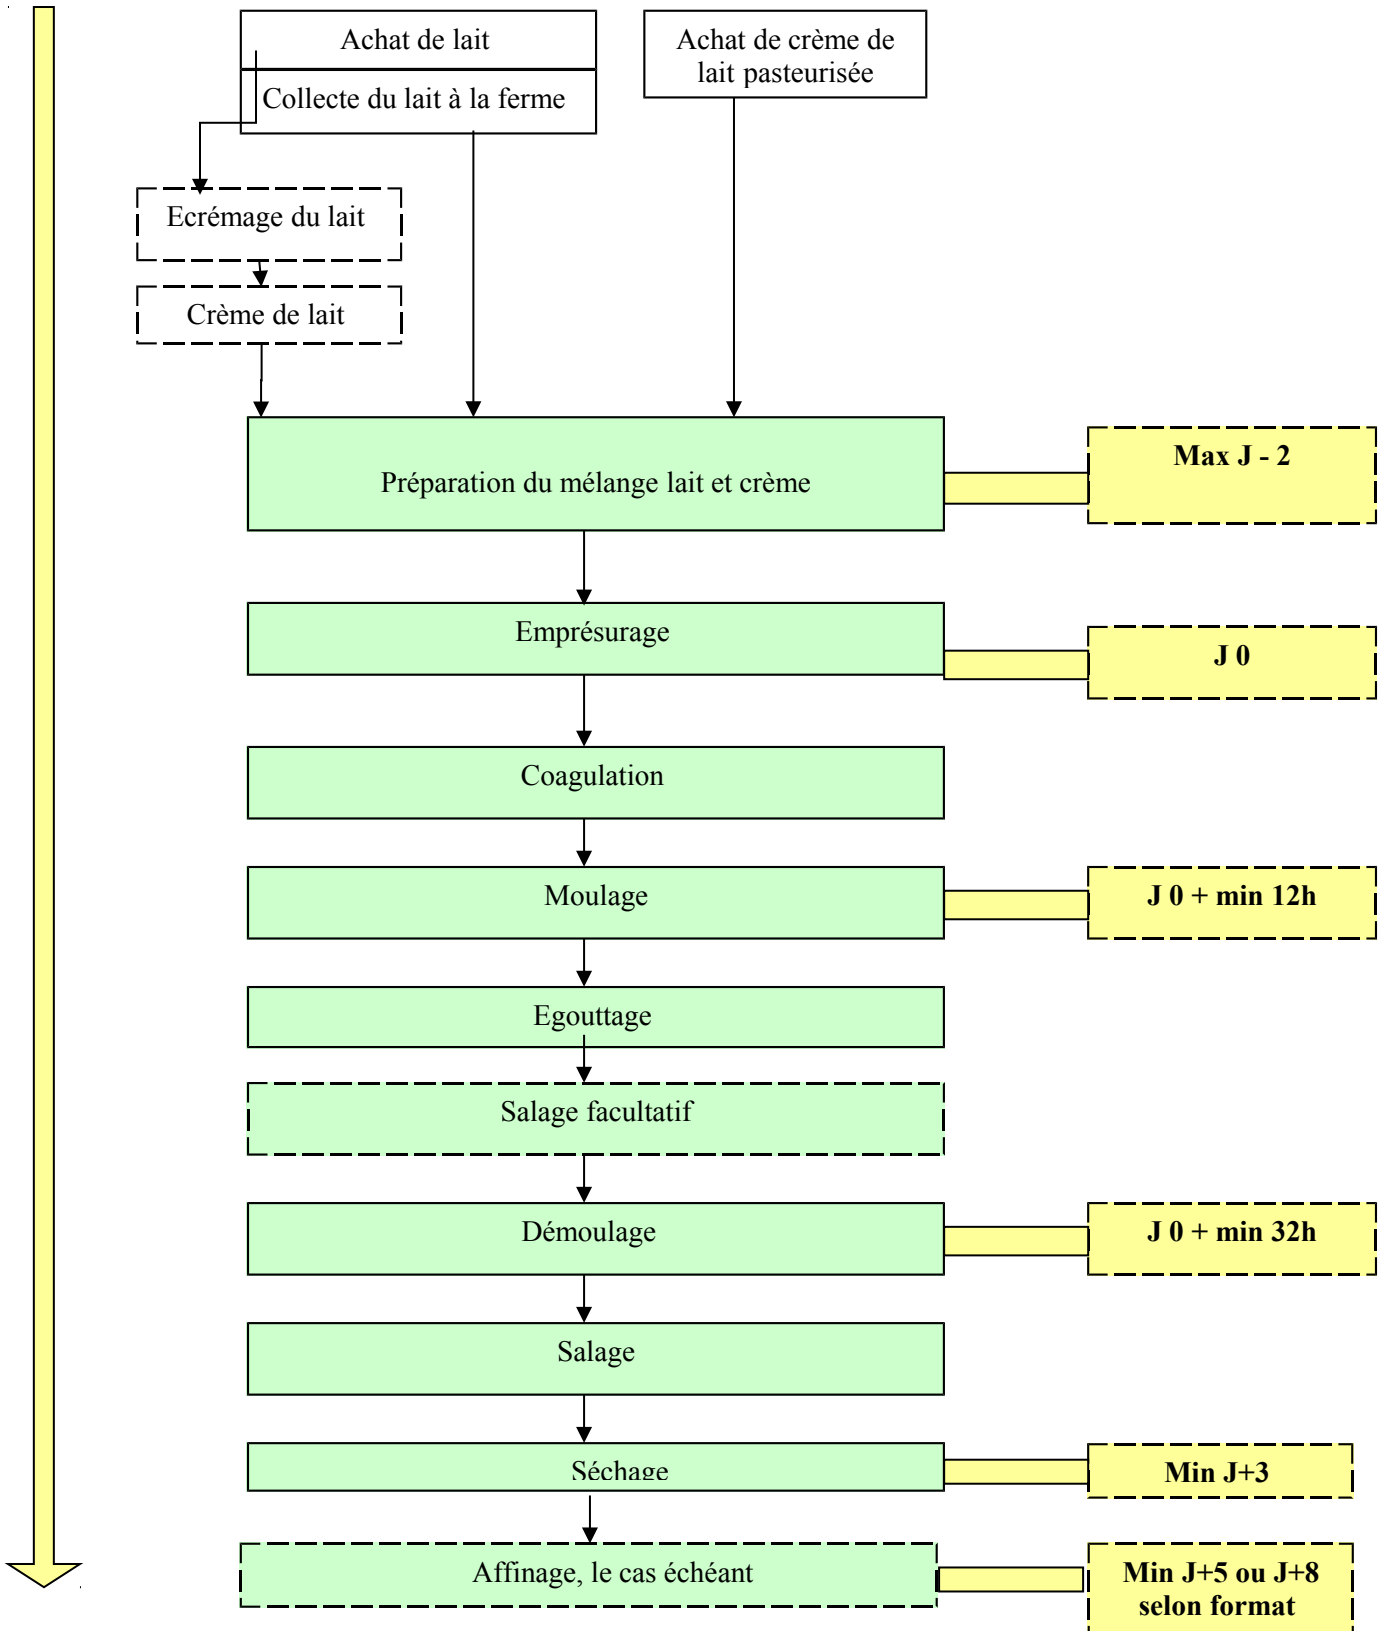 Achat de lait
Achat de crème de
lait pasteurisée
Collecte du lait à la ferme
Ecrémage du lait
Crème de lait
Préparation du mélange lait et crème
Max J - 2
Emprésurage
J 0
Coagulation
Moulage
J 0 + min 12h
Egouttage
Salage facultatif
Démoulage
J 0 + min 32h
Salage
Séchage
Min J+3
Affinage, le cas échéant
Min J+5 ou J+8
selon format